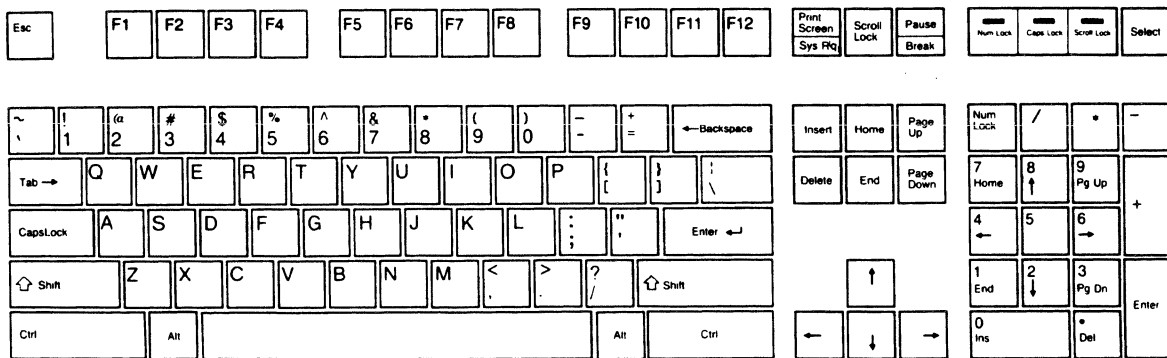 Esc F1 F2 F3 F4 F5 F6 F7 F8 F9 F10 F11 F12 Print Screen Sys Rq Scroll Lock Pause Break Num Lock Caps Lock Scroll Lock Select
~ ! @ # $ % ^ & * ( ) — +
` 1 2 3 4 5 6 7 8 9 0 - = ←Backspace Insert Home Page Up Num Lock / * −
Tab → Q W E R T Y U I O P { [ } ] ¦ \ Delete End Page Down 7 Home 8 ↑ 9 Pg Up +
CapsLock A S D F G H J K L : ; " ' Enter ↵ 4 ← 5 6 →
⇧ Shift Z X C V B N M < , > . ? / ⇧ Shift ↑ 1 End 2 ↓ 3 Pg Dn Enter
Ctrl Alt Alt Ctrl ← ↓ → 0 Ins • Del